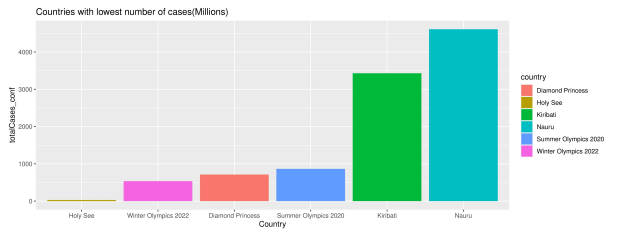 Countries with lowest number of cases(Millions)
totalCases_conf
4000
3000
2000
1000
0
Holy See
Winter Olympics 2022
Diamond Princess
Summer Olympics 2020
Kiribati
Nauru
Country
country
Diamond Princess
Holy See
Kiribati
Nauru
Summer Olympics 2020
Winter Olympics 2022